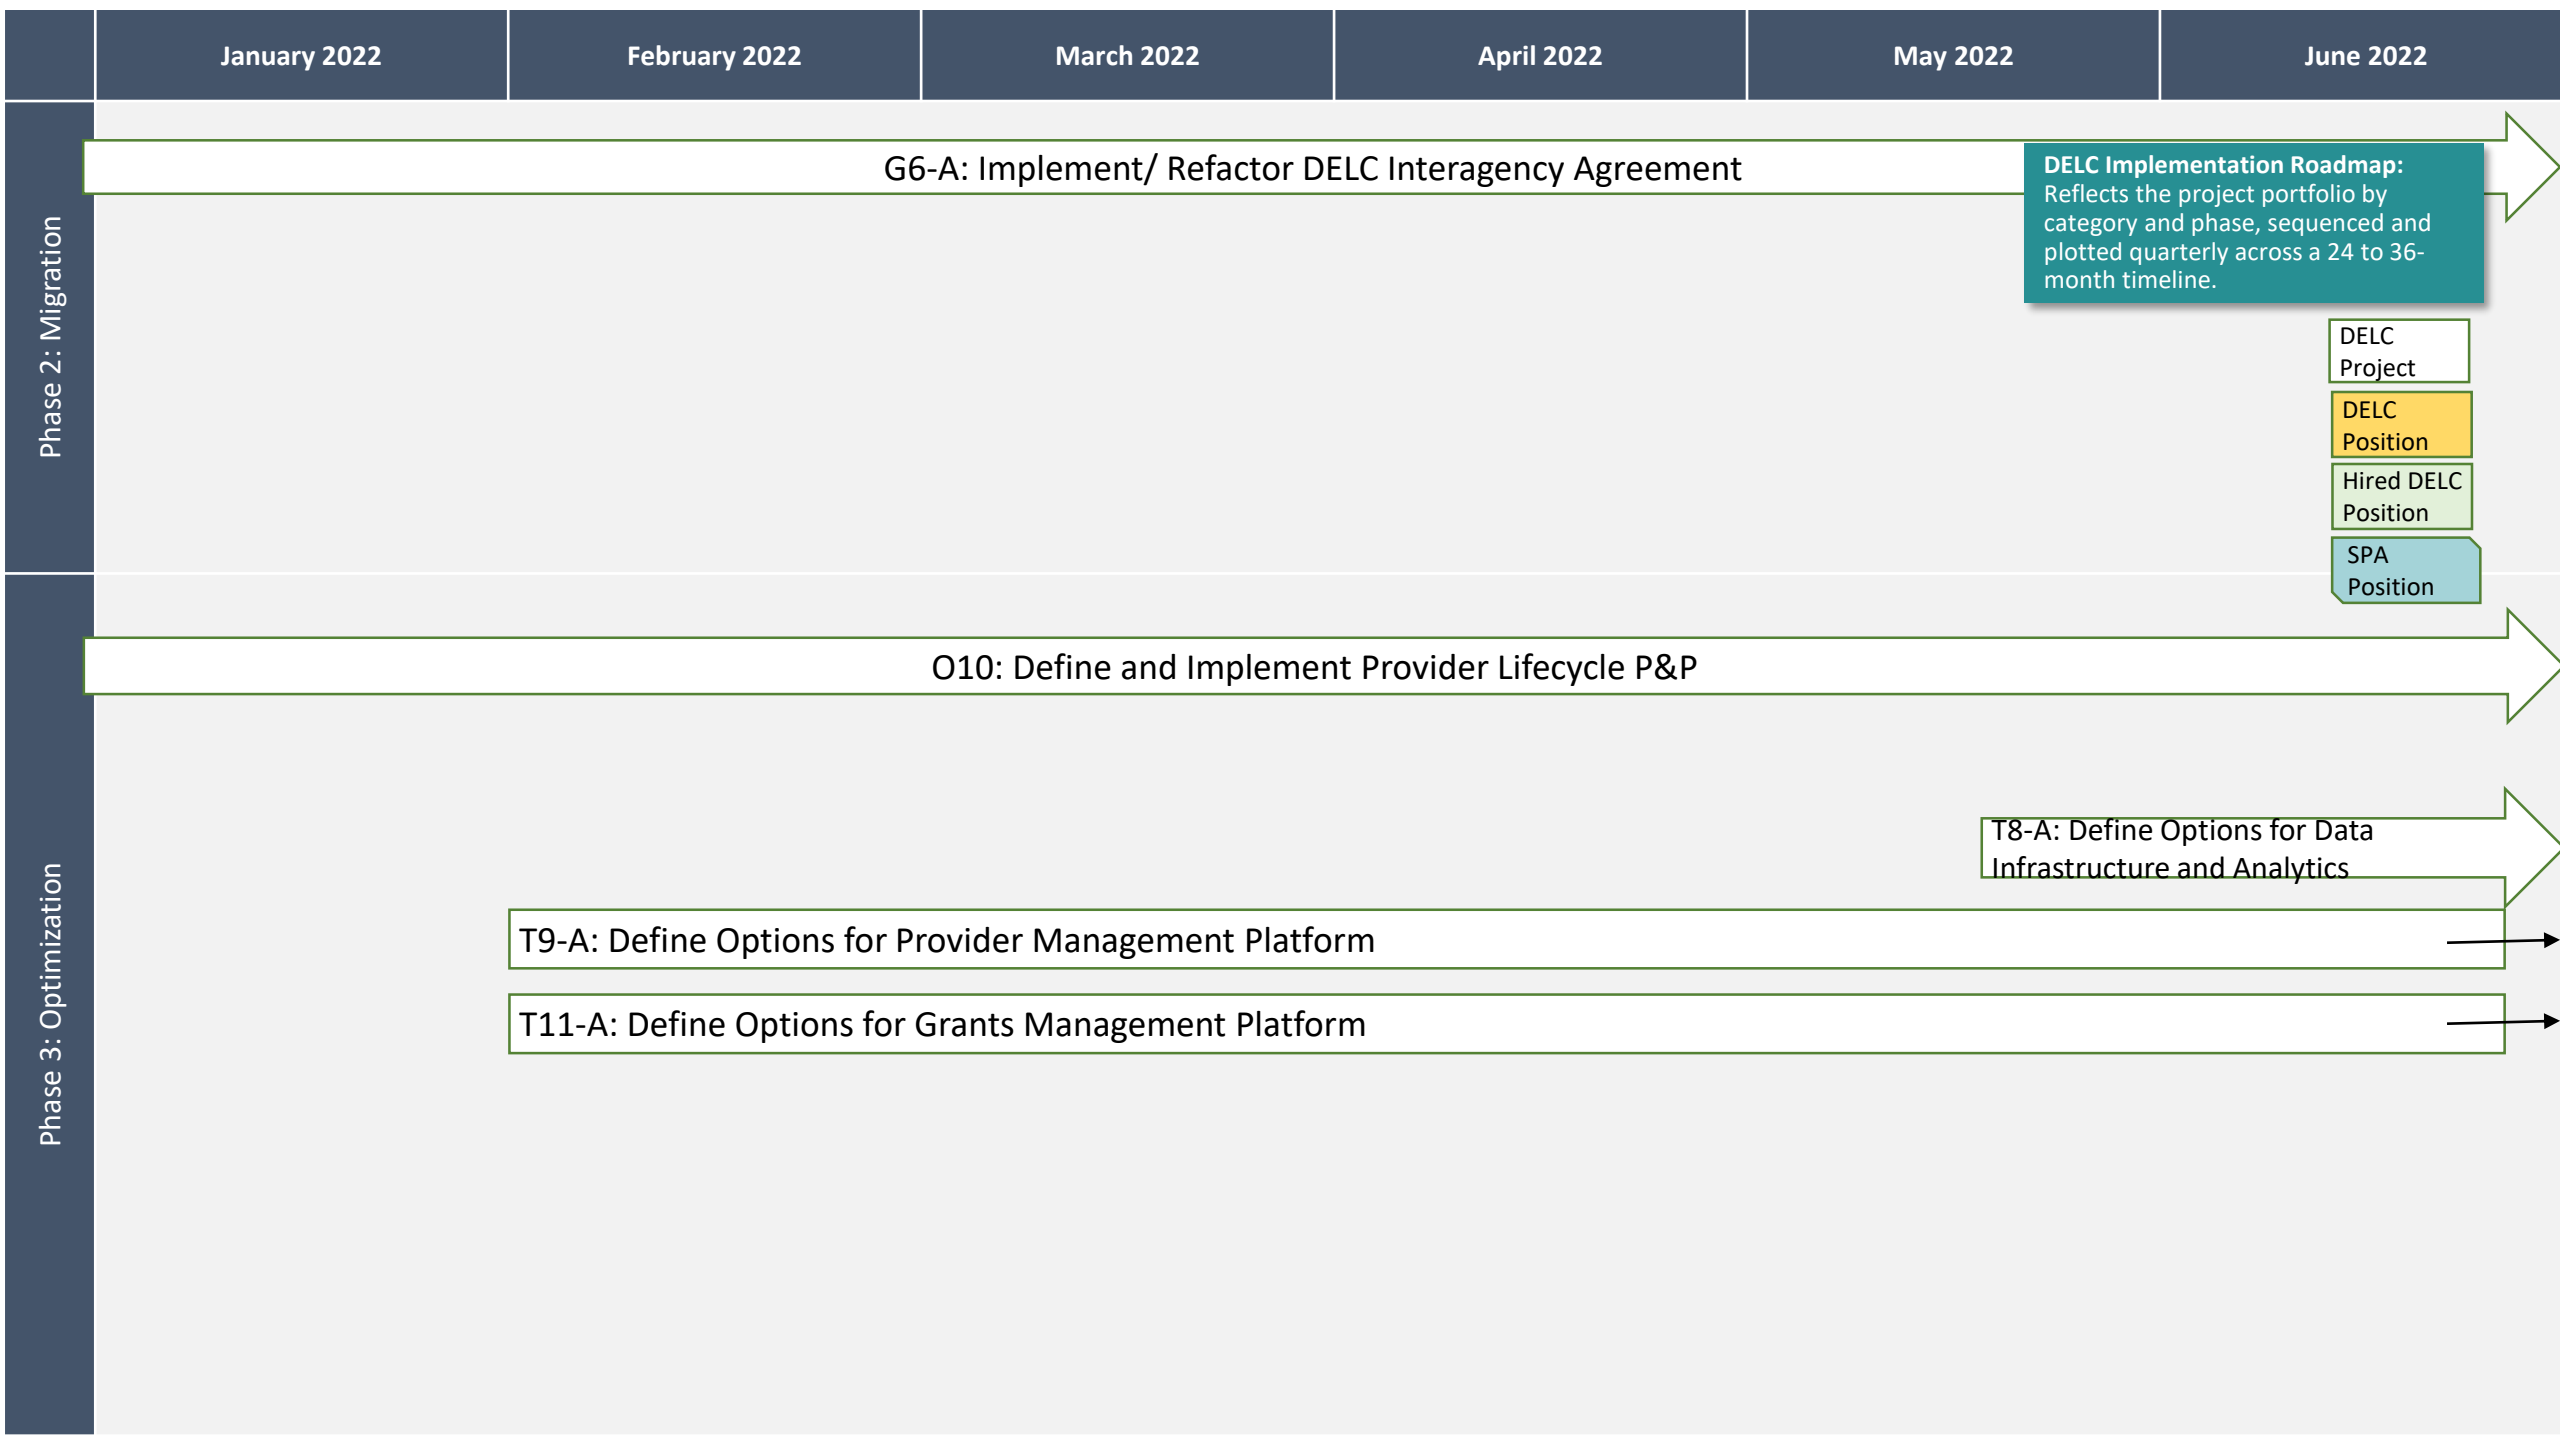 January 2022
February 2022
March 2022
April 2022
May 2022
June 2022
Phase 2: Migration
G6-A: Implement/ Refactor DELC Interagency Agreement
DELC Implementation Roadmap:
Reflects the project portfolio by
category and phase, sequenced and
plotted quarterly across a 24 to 36-
month timeline.
DELC
Project
DELC
Position
Hired DELC
Position
SPA
Position
Phase 3: Optimization
O10: Define and Implement Provider Lifecycle P&P
T8-A: Define Options for Data
Infrastructure and Analytics
T9-A: Define Options for Provider Management Platform
T11-A: Define Options for Grants Management Platform